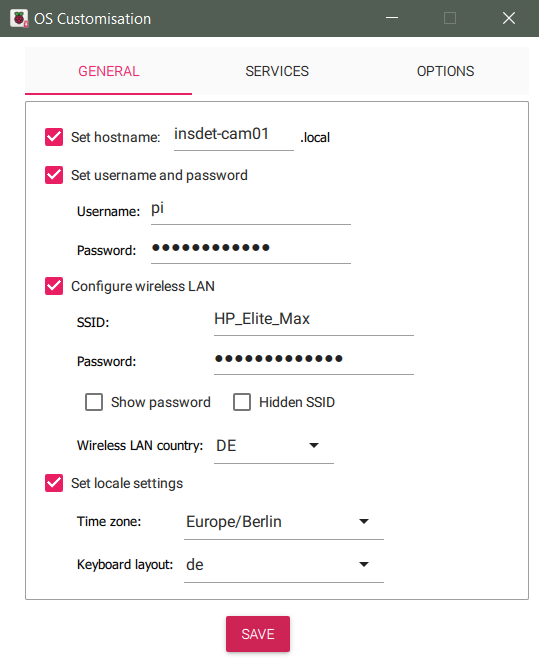 OS Customisation
GENERAL SERVICES OPTIONS
Set hostname: insdet-cam01 .local
Set username and password
Username: pi
Password: ●●●●●●●●●●●●
Configure wireless LAN
SSID: HP_Elite_Max
Password: ●●●●●●●●●●●●●
Show password Hidden SSID
Wireless LAN country: DE
Set locale settings
Time zone: Europe/Berlin
Keyboard layout: de
SAVE